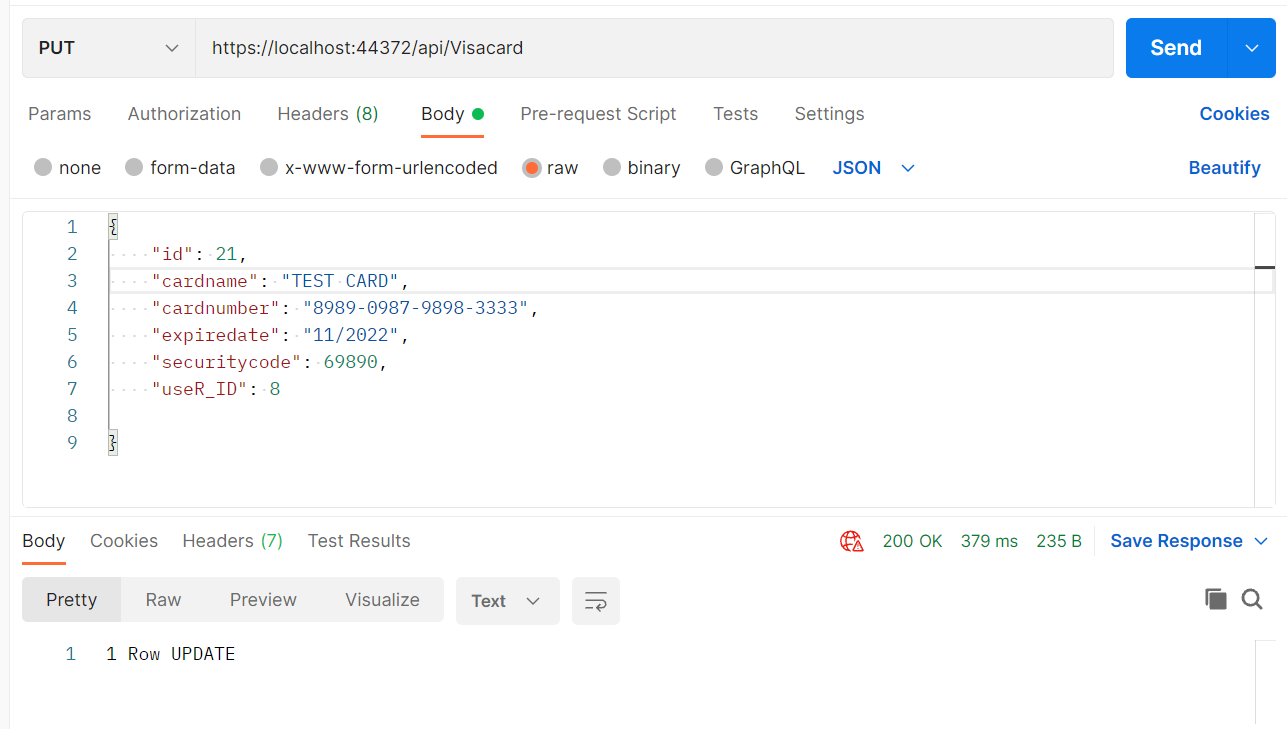 PUT https://localhost:44372/api/Visacard Send
Params Authorization Headers (8) Body Pre-request Script Tests Settings Cookies
none form-data x-www-form-urlencoded raw binary GraphQL JSON Beautify
1 {
2 "id": 21,
3 "cardname": "TEST CARD",
4 "cardnumber": "8989-0987-9898-3333",
5 "expiredate": "11/2022",
6 "securitycode": 69890,
7 "useR_ID": 8
8
9 }
Body Cookies Headers (7) Test Results 200 OK 379 ms 235 B Save Response
Pretty Raw Preview Visualize Text
1 1 Row UPDATE